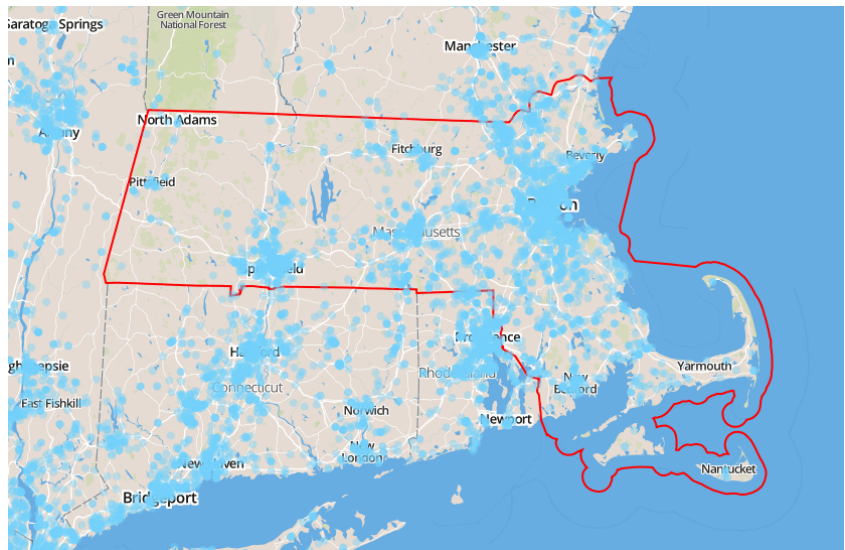 Green Mountain
National Forest
Saratoga Springs
Manchester
North Adams
Albany
Fitchburg
Beverly
Pittsfield
Boston
Massachusetts
Springfield
Providence
Hartford
Yarmouth
Rhode Island
Connecticut
New
Bedford
East Fishkill
Norwich
Newport
New
London
New Haven
Nantucket
Bridgeport